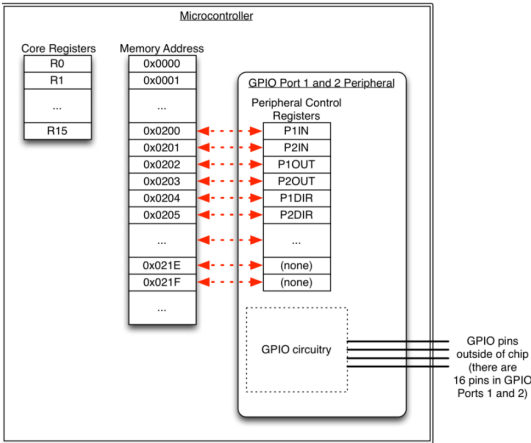 Microcontroller
Core Registers
R0
R1
...
R15
Memory Address
0x0000
0x0001
...
0x0200
0x0201
0x0202
0x0203
0x0204
0x0205
...
0x021E
0x021F
...
GPIO Port 1 and 2 Peripheral
Peripheral Control
Registers
P1IN
P2IN
P1OUT
P2OUT
P1DIR
P2DIR
...
(none)
(none)
GPIO circuitry
GPIO pins
outside of chip
(there are
16 pins in GPIO
Ports 1 and 2)